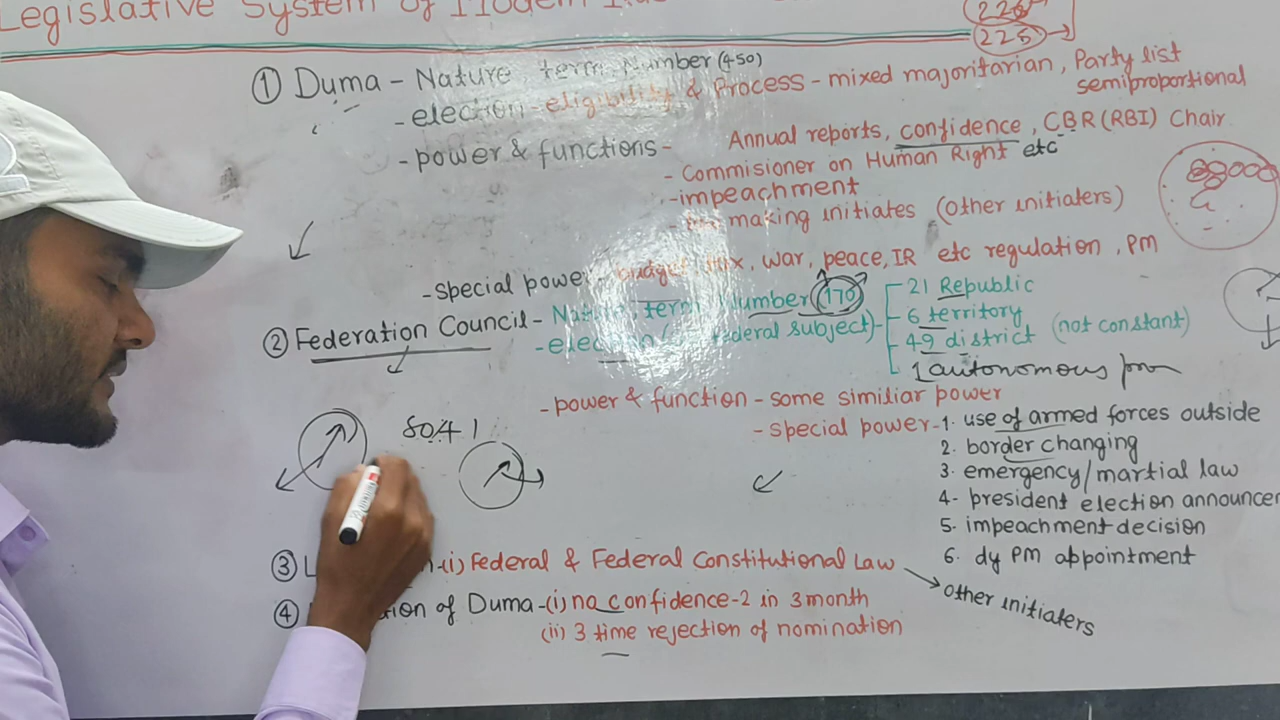 Legislative System of Modern
226
225
① Duma - Nature, term Number (450)
- election - eligibility & Process - mixed majoritarian, Party list
semiproportional
- power & functions - Annual reports, confidence, CBR (RBI) Chair
- Commisioner on Human Right etc
- impeachment
making initiates (Other initiaters)
- special power - budget, tax, war, peace, IR etc regulation, PM
② Federation Council - Nature, term Number (170)
- election federal subject)
21 Republic
6 territory
49 district (not constant)
1 autonomous
- power & function - some similiar power
- special power - 1. use of armed forces outside
2. border changing
3. emergency/martial law
4. president election announcem
5. impeachment decision
6. dy PM appointment
③ (i) Federal & Federal Constitutional Law
other initiaters
④ tion of Duma - (i) no confidence - 2 in 3 month
(ii) 3 time rejection of nomination